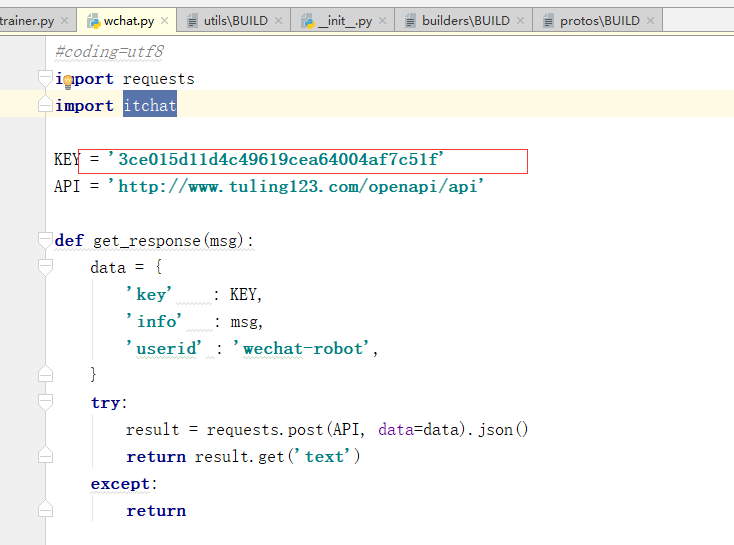 trainer.py wchat.py utils\BUILD __init__.py builders\BUILD protos\BUILD
#coding=utf8
import requests
import itchat
KEY = '3ce015d11d4c49619cea64004af7c51f'
API = 'http://www.tuling123.com/openapi/api'
def get_response(msg):
data = {
'key' : KEY,
'info' : msg,
'userid' : 'wechat-robot',
}
try:
result = requests.post(API, data=data).json()
return result.get('text')
except:
return